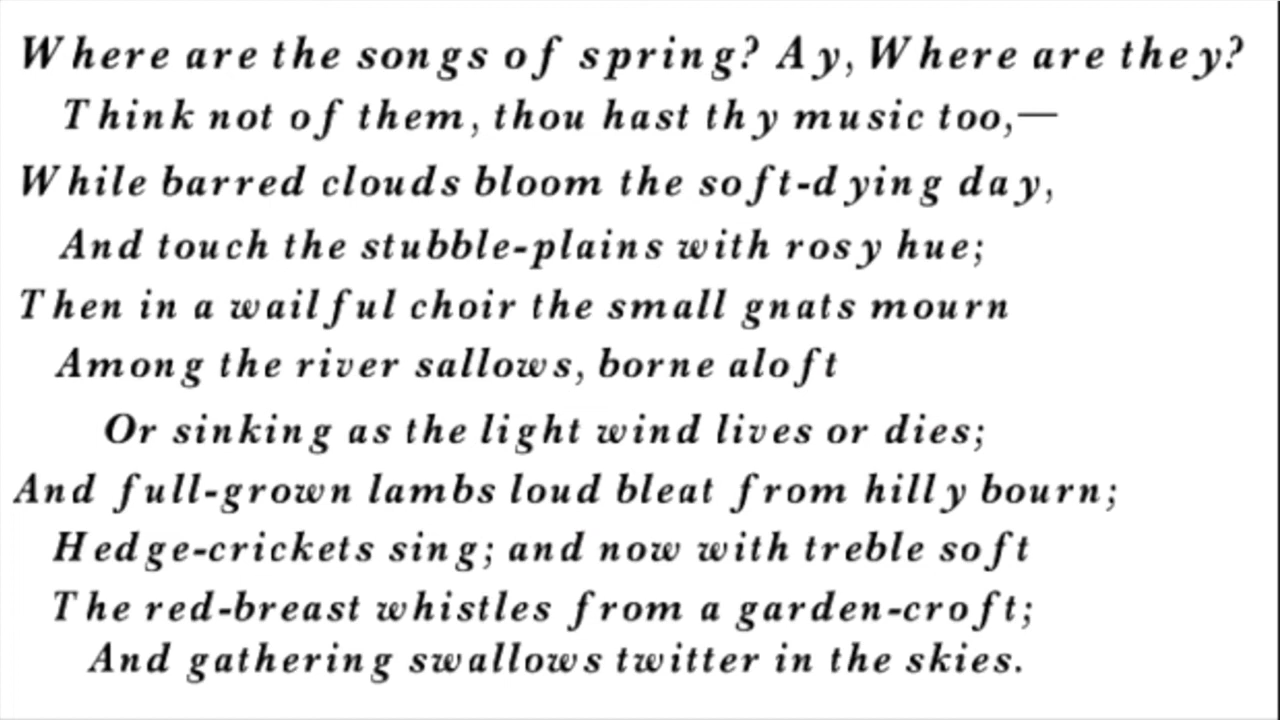 Where are the songs of spring? Ay, Where are they?
Think not of them, thou hast thy music too,—
While barred clouds bloom the soft-dying day,
And touch the stubble-plains with rosy hue;
Then in a wailful choir the small gnats mourn
Among the river sallows, borne aloft
Or sinking as the light wind lives or dies;
And full-grown lambs loud bleat from hilly bourn;
Hedge-crickets sing; and now with treble soft
The red-breast whistles from a garden-croft;
And gathering swallows twitter in the skies.